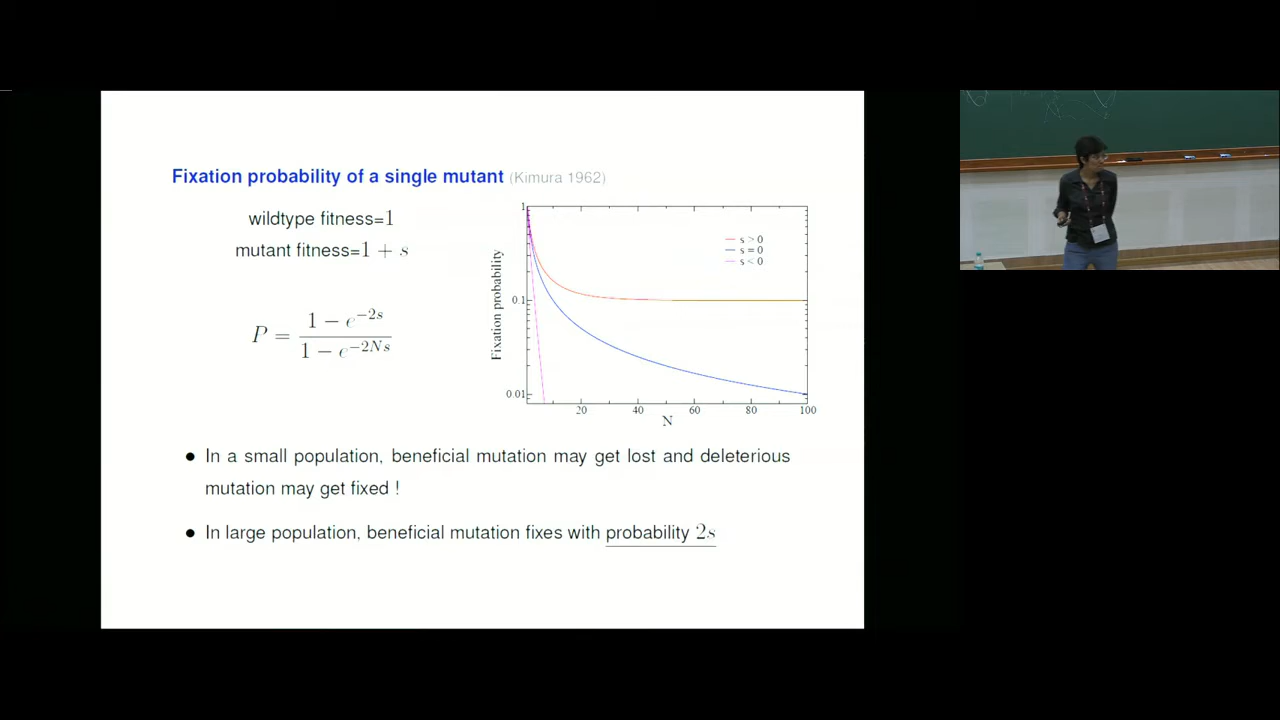 Fixation probability of a single mutant (Kimura 1962)
wildtype fitness=1
mutant fitness=1 + s
P = \frac{1 - e^{-2s}}{1 - e^{-2Ns}}
Fixation probability
1
0.1
0.01
20 40 60 80 100
N
s > 0
s = 0
s < 0
● In a small population, beneficial mutation may get lost and deleterious
mutation may get fixed !
● In large population, beneficial mutation fixes with probability 2s